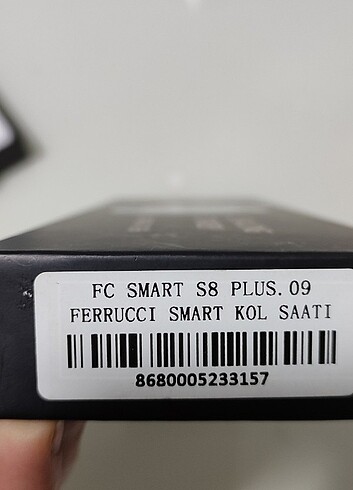 FC SMART S8 PLUS.09
FERRUCCI SMART KOL SAATI
8680005233157